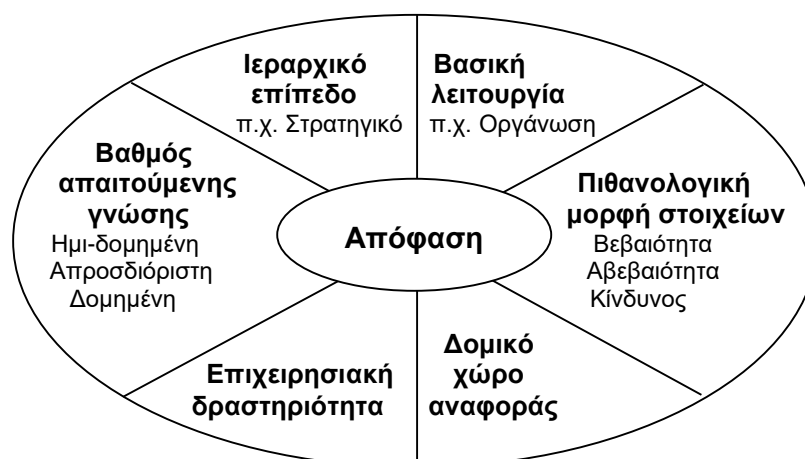 Ιεραρχικό
επίπεδο
π.χ. Στρατηγικό
Βασική
λειτουργία
π.χ. Οργάνωση
Βαθμός
απαιτούμενης
γνώσης
Ημι-δομημένη
Απροσδιόριστη
Δομημένη
Απόφαση
Πιθανολογική
μορφή στοιχείων
Βεβαιότητα
Αβεβαιότητα
Κίνδυνος
Επιχειρησιακή
δραστηριότητα
Δομικό
χώρο
αναφοράς